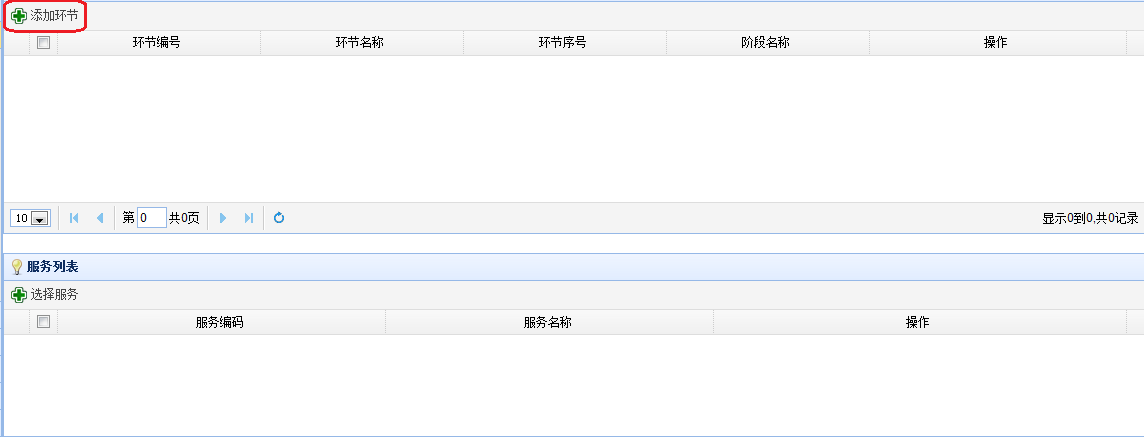 添加环节
环节编号 环节名称 环节序号 阶段名称 操作
10 第 0 共0页 显示0到0,共0记录
服务列表
选择服务
服务编码 服务名称 操作